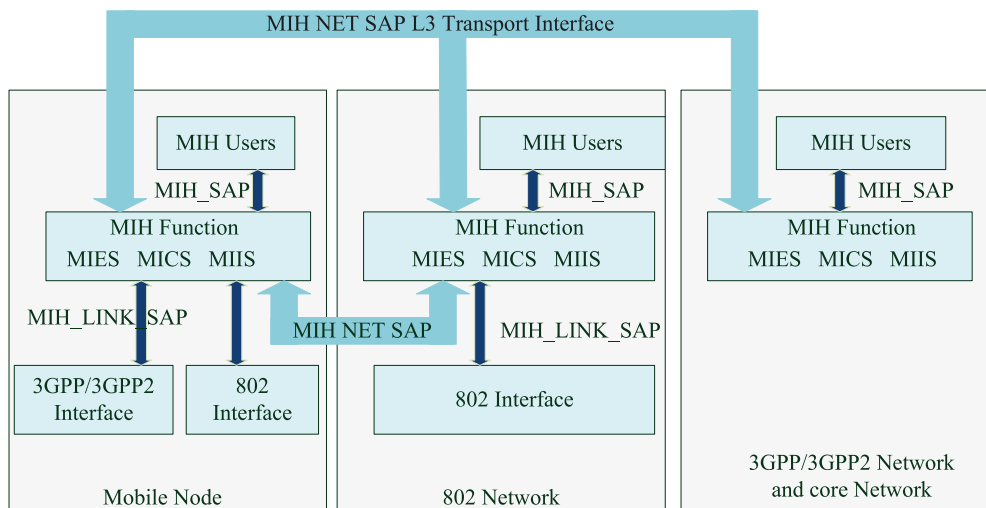 MIH NET SAP L3 Transport Interface
MIH Users
MIH_SAP
MIH Function
MIES MICS MIIS
MIH_LINK_SAP
3GPP/3GPP2
Interface
802
Interface
Mobile Node
MIH NET SAP
MIH Users
MIH_SAP
MIH Function
MIES MICS MIIS
MIH_LINK_SAP
802 Interface
802 Network
MIH Users
MIH_SAP
MIH Function
MIES MICS MIIS
3GPP/3GPP2 Network
and core Network